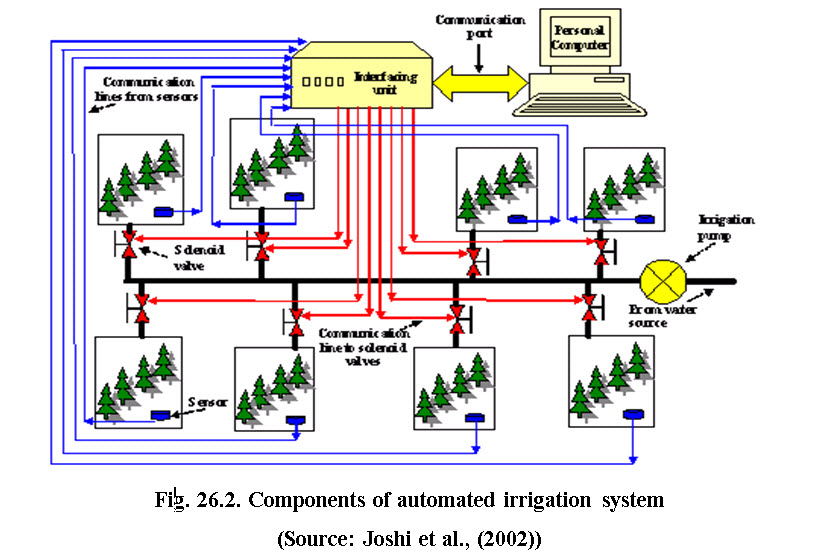 Communication
port
Personal
Computer
Interfacing
unit
Communication
lines from sensors
Solenoid
valve
Irrigation
pump
From water
source
Communication
line to solenoid
valves
Sensor
Fig. 26.2. Components of automated irrigation system
(Source: Joshi et al., (2002))